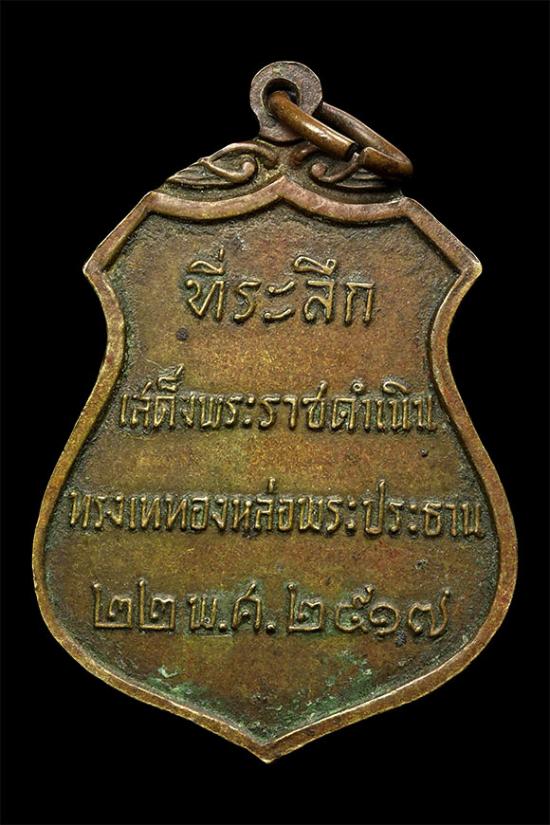 ที่ระลึก
เสด็จพระราชดำเนิน
ทรงเททองหล่อพระประธาน
๒๒ พ.ศ. ๒๕๑๗